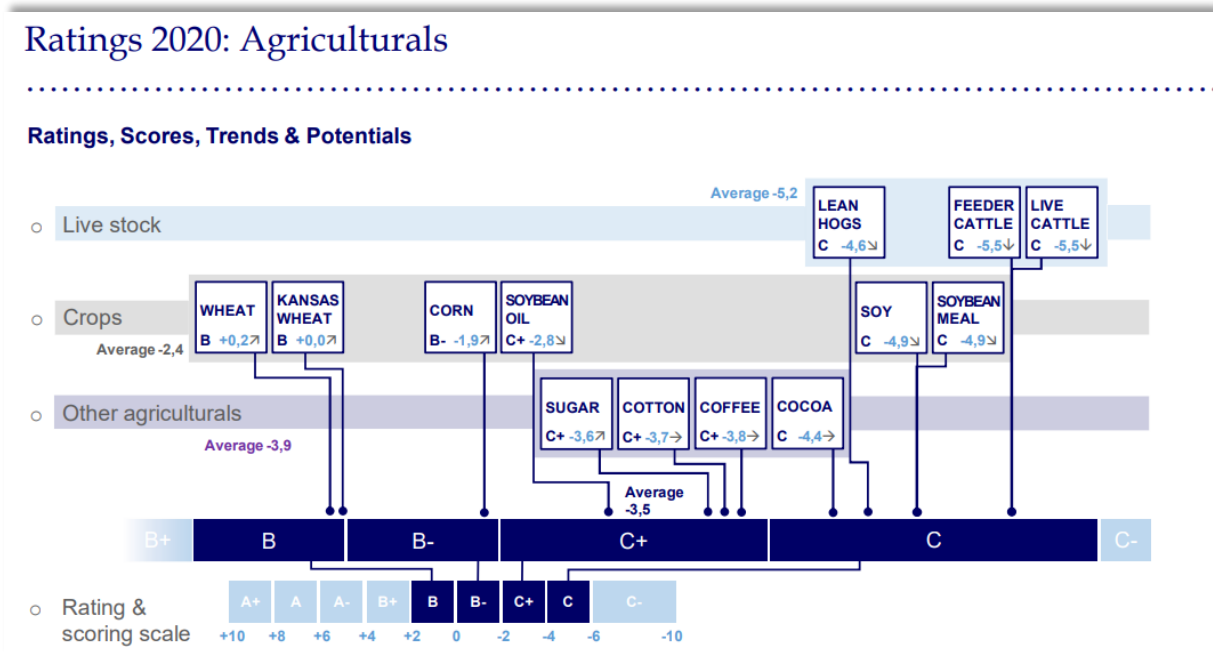 Ratings 2020: Agriculturals
Ratings, Scores, Trends & Potentials
Average -5,2
LEAN
HOGS
C -4,6↘
FEEDER
CATTLE
C -5,5↓
LIVE
CATTLE
C -5,5↓
○ Live stock
WHEAT
B +0,2↗
KANSAS
WHEAT
B +0,0↗
CORN
B- -1,9↗
SOYBEAN
OIL
C+ -2,8↘
SOY
C -4,9↘
SOYBEAN
MEAL
C -4,9↘
○ Crops
Average -2,4
SUGAR
C+ -3,6↗
COTTON
C+ -3,7→
COFFEE
C+ -3,8→
COCOA
C -4,4→
○ Other agriculturals
Average -3,9
Average
-3,5
B+ B B- C+ C C-
○ Rating &
scoring scale
A+ A A- B+ B B- C+ C C-
+10 +8 +6 +4 +2 0 -2 -4 -6 -10